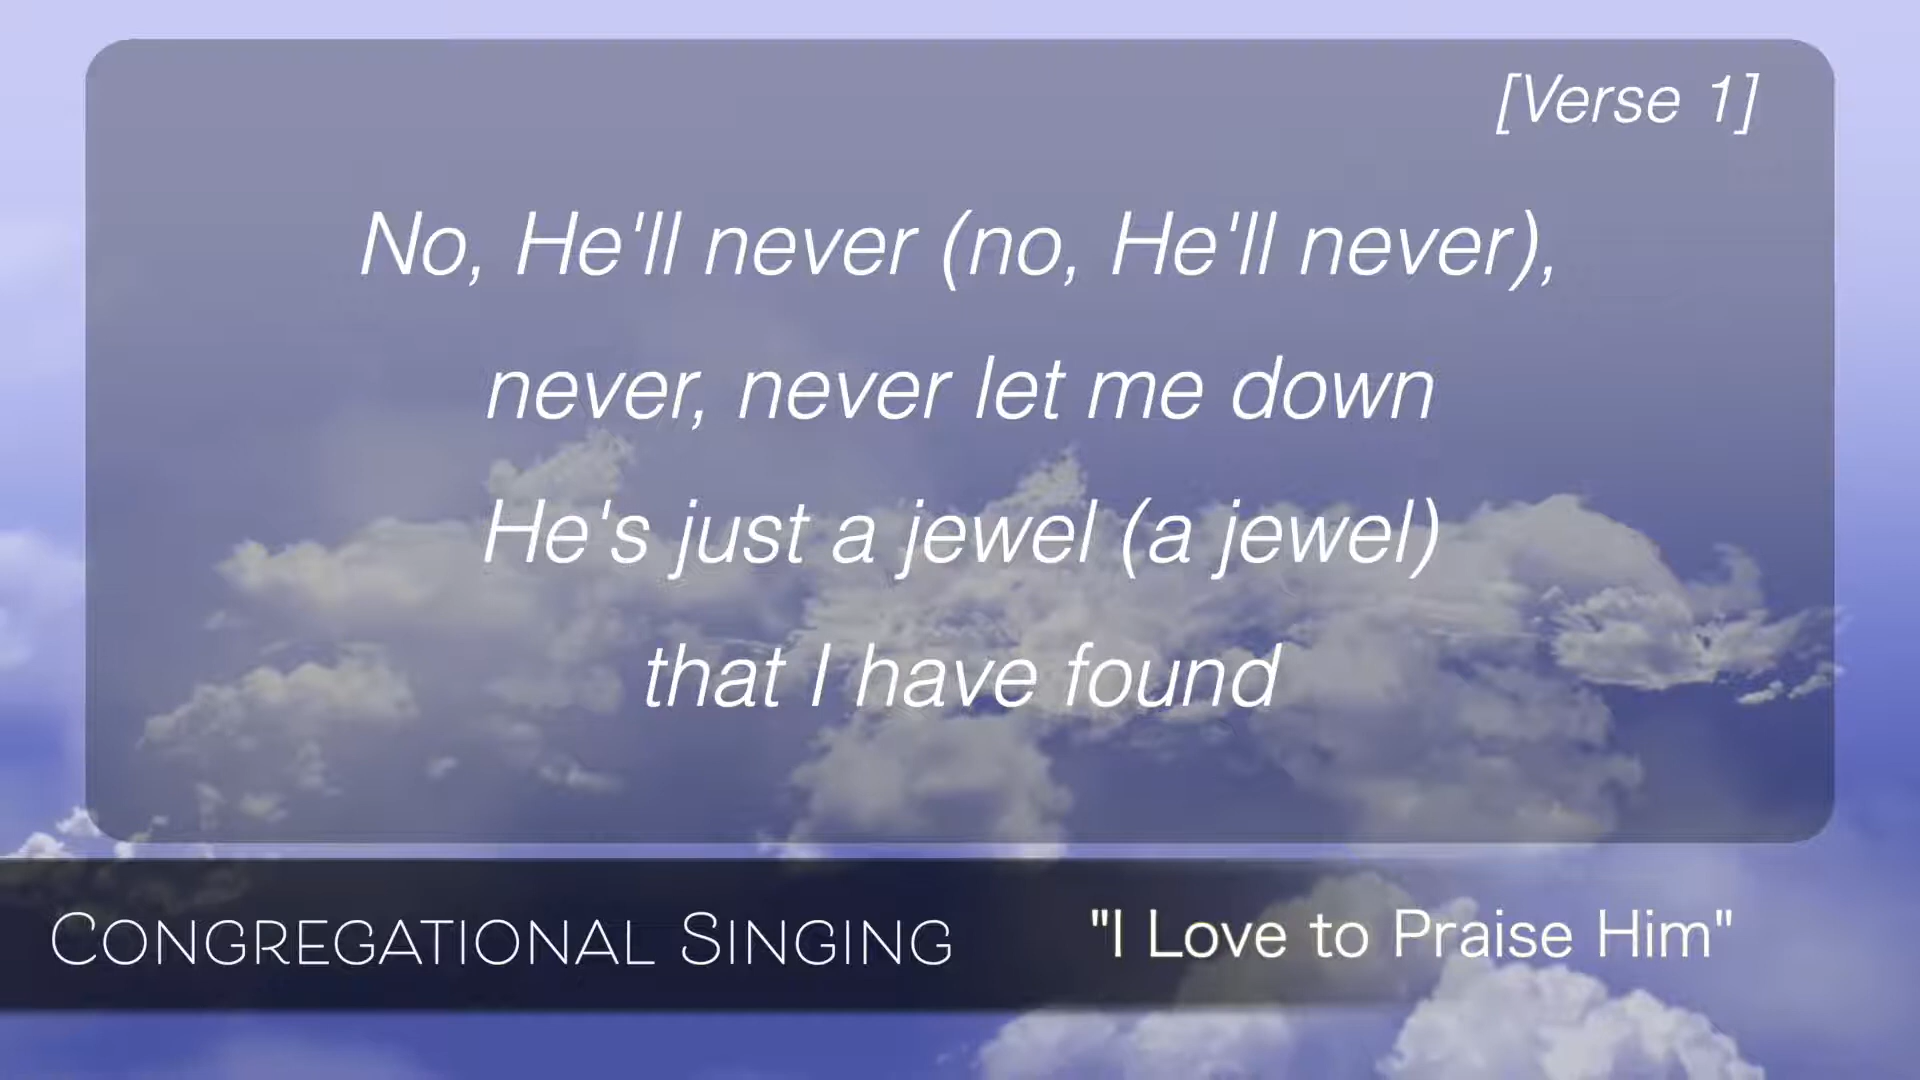 [Verse 1]
No, He'll never (no, He'll never),
never, never let me down
He's just a jewel (a jewel)
that I have found
CONGREGATIONAL SINGING
"I Love to Praise Him"